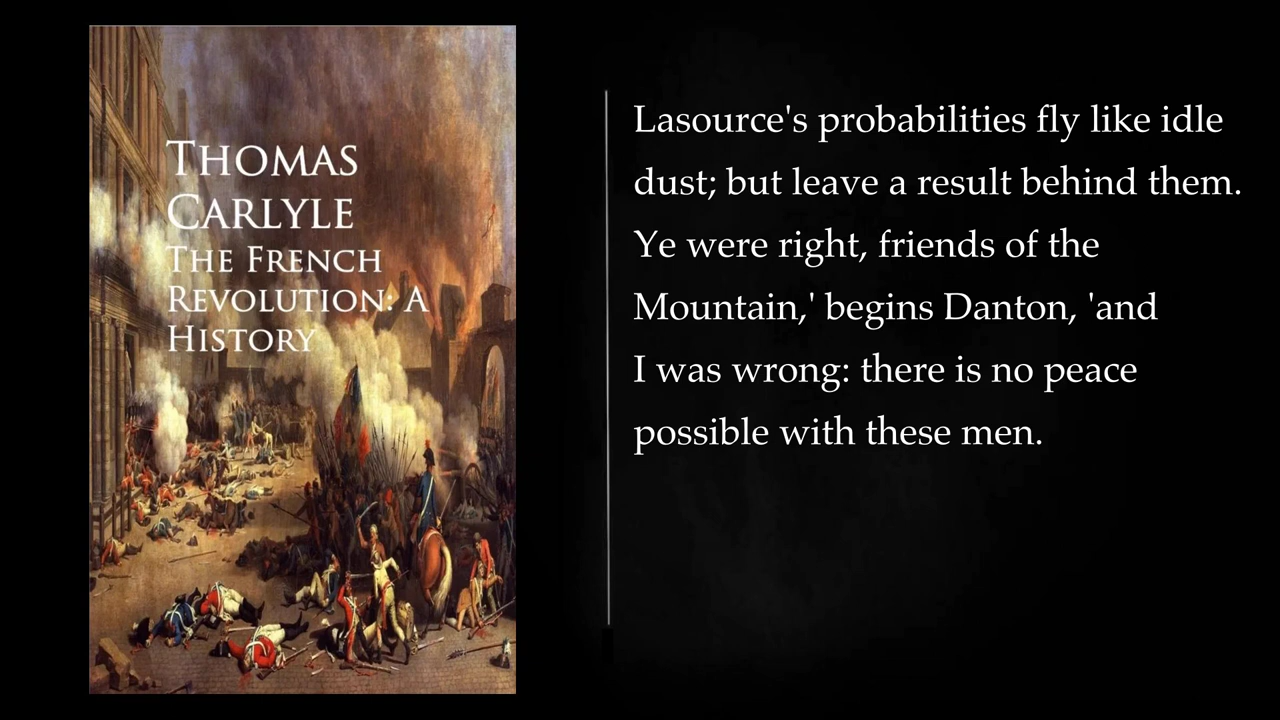 THOMAS
CARLYLE
THE FRENCH
REVOLUTION: A
HISTORY
Lasource's probabilities fly like idle
dust; but leave a result behind them.
Ye were right, friends of the
Mountain,' begins Danton, 'and
I was wrong: there is no peace
possible with these men.